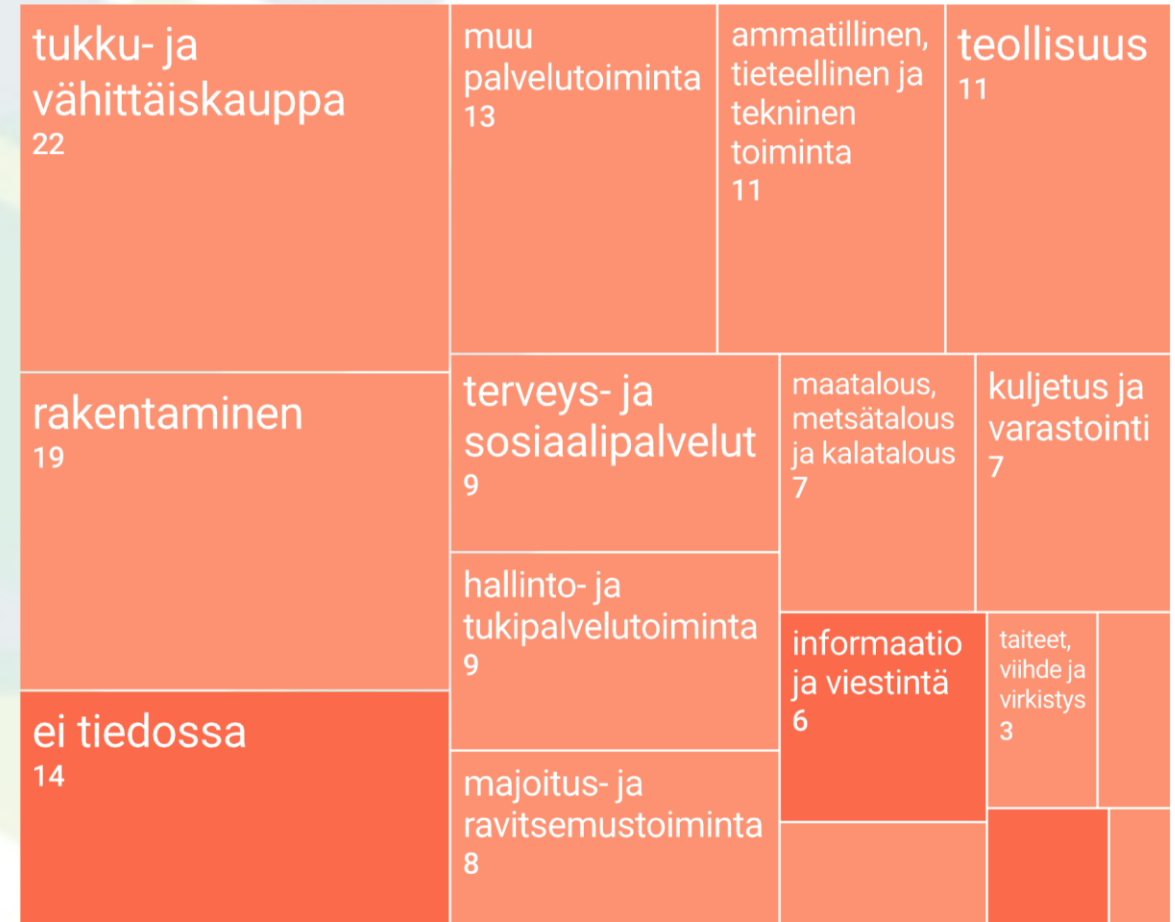 tukku- ja
vähittäiskauppa
22
rakentaminen
19
ei tiedossa
14
muu
palvelutoiminta
13
ammatillinen,
tieteellinen ja
tekninen
toiminta
11
teollisuus
11
terveys- ja
sosiaalipalvelut
9
hallinto- ja
tukipalvelutoiminta
9
majoitus- ja
ravitsemustoiminta
8
maatalous,
metsätalous
ja kalatalous
7
kuljetus ja
varastointi
7
informaatio
ja viestintä
6
taiteet,
viihde ja
virkistys
3